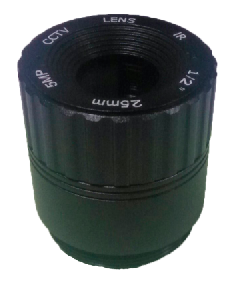 CCTV LENS IR
5MP 25mm 1/2"